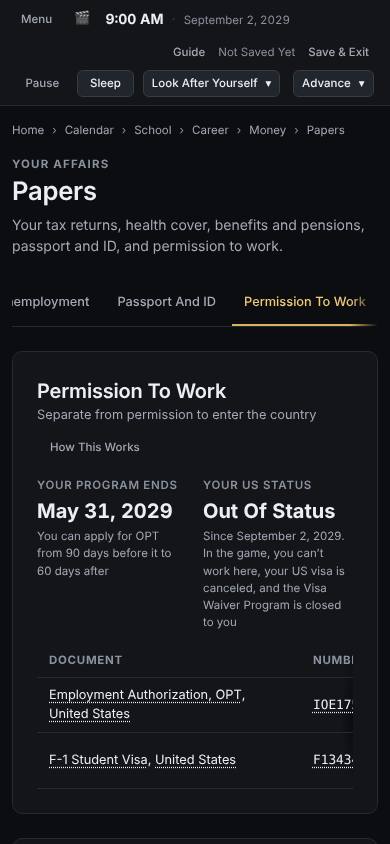 Menu 🎬 9:00 AM · September 2, 2029
Guide Not Saved Yet Save & Exit
Pause Sleep Look After Yourself ▾ Advance ▾
Home › Calendar › School › Career › Money › Papers
YOUR AFFAIRS
Papers
Your tax returns, health cover, benefits and pensions,
passport and ID, and permission to work.
Passport And ID Permission To Work
Permission To Work
Separate from permission to enter the country
How This Works
YOUR PROGRAM ENDS
May 31, 2029
You can apply for OPT
from 90 days before it to
60 days after
YOUR US STATUS
Out Of Status
Since September 2, 2029.
In the game, you can't
work here, your US visa is
canceled, and the Visa
Waiver Program is closed
to you
DOCUMENT
Employment Authorization, OPT,
United States
F-1 Student Visa, United States